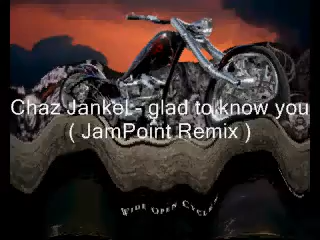 Chaz Jankel - glad to know you
( JamPoint Remix )
WIDE OPEN CYCLES